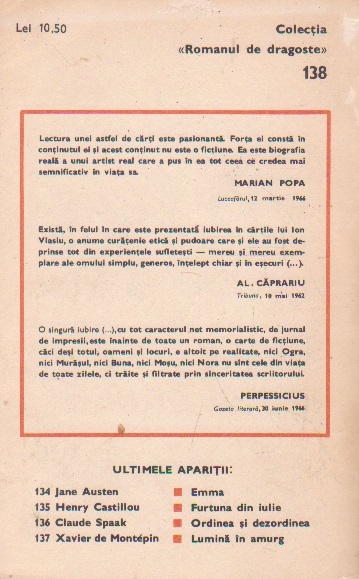 Lei 10,50
Colecția
«Romanul de dragoste»
138
Lectura unei astfel de cărți este pasionantă. Forța ei constă în
conținutul ei și acest conținut nu este o ficțiune. Ea este biografia
reală a unui artist real care a pus în ea tot ceea ce credea mai
semnificativ în viața sa.
MARIAN POPA
Luceafărul, 12 martie 1966
Există, în felul în care este prezentată iubirea în cărțile lui Ion
Vlasiu, o anume curățenie etică și pudoare care și ele au fost de-
prinse tot din experiențele sufletești — mereu și mereu exem-
plare ale omului simplu, generos, înțelept chiar și în eșecuri (...).
AL. CĂPRARIU
Tribuna, 10 mai 1962
O singură iubire (...), cu tot caracterul net memorialistic, de jurnal
de impresii, este înainte de toate un roman, o carte de ficțiune,
căci deși totul, oameni și locuri, e altoit pe realitate, nici Ogra,
nici Murășul, nici Buna, nici Moșu, nici Nora nu sînt cele din viața
de toate zilele, ci trăite și filtrate prin sinceritatea scriitorului.
PERPESSICIUS
Gazeta literară, 30 iunie 1966
ULTIMELE APARIȚII:
134 Jane Austen ■ Emma
135 Henry Castillou ■ Furtuna din iulie
136 Claude Spaak ■ Ordinea și dezordinea
137 Xavier de Montépin ■ Lumină în amurg